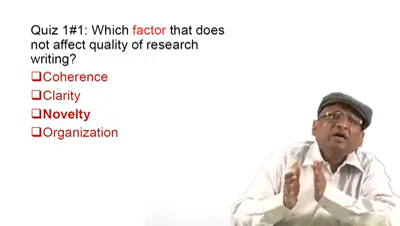 Quiz 1#1: Which factor that does
not affect quality of research
writing?
❑Coherence
❑Clarity
❑Novelty
❑Organization